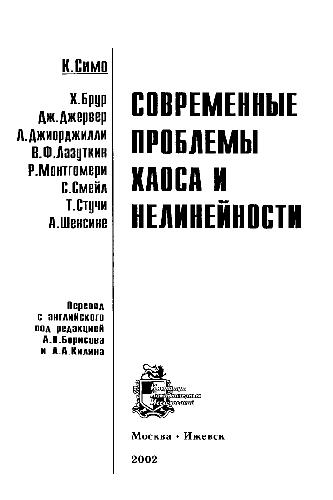 К.Симо
Х.Брур
Дж.Джервер
Л.Джиорджилли
В.Ф.Лазуткин
Р.Монтгомери
С.Смейл
Т.Стучи
А.Шенсине
СОВРЕМЕННЫЕ
ПРОБЛЕМЫ
ХАОСА И
НЕЛИНЕЙНОСТИ
Перевод
с английского
под редакцией
А.В.Борисова
и А.А.Килина
Москва • Ижевск
2002